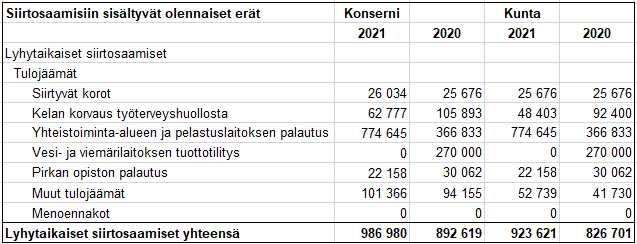 Siirtosaamisiin sisältyvät olennaiset erät Konserni Kunta
2021 2020 2021 2020
Lyhytaikaiset siirtosaamiset
Tulojäämät
Siirtyvät korot 26 034 25 676 25 676 25 676
Kelan korvaus työterveyshuollosta 62 777 105 893 48 403 92 400
Yhteistoiminta-alueen ja pelastuslaitoksen palautus 774 645 366 833 774 645 366 833
Vesi- ja viemärilaitoksen tuottotilitys 0 270 000 0 270 000
Pirkan opiston palautus 22 158 30 062 22 158 30 062
Muut tulojäämät 101 366 94 155 52 739 41 730
Menoennakot 0 0 0 0
Lyhytaikaiset siirtosaamiset yhteensä 986 980 892 619 923 621 826 701